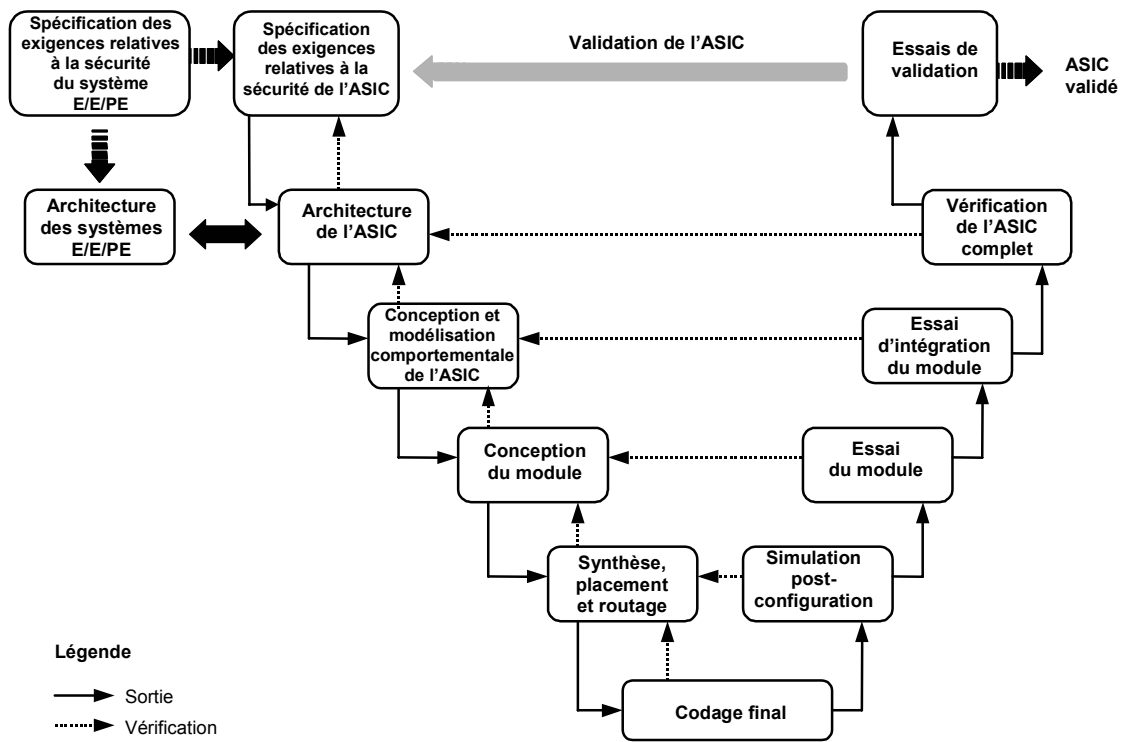 Spécification des
exigences relatives
à la sécurité
du système
E/E/PE
Spécification
des exigences
relatives à la
sécurité de l'ASIC
Validation de l'ASIC
Essais de
validation
ASIC
validé
Architecture
des systèmes
E/E/PE
Architecture
de l'ASIC
Vérification
de l'ASIC
complet
Conception et
modélisation
comportementale
de l'ASIC
Essai
d'intégration
du module
Conception
du module
Essai
du module
Synthèse,
placement
et routage
Simulation
post-
configuration
Codage final
Légende
Sortie
Vérification